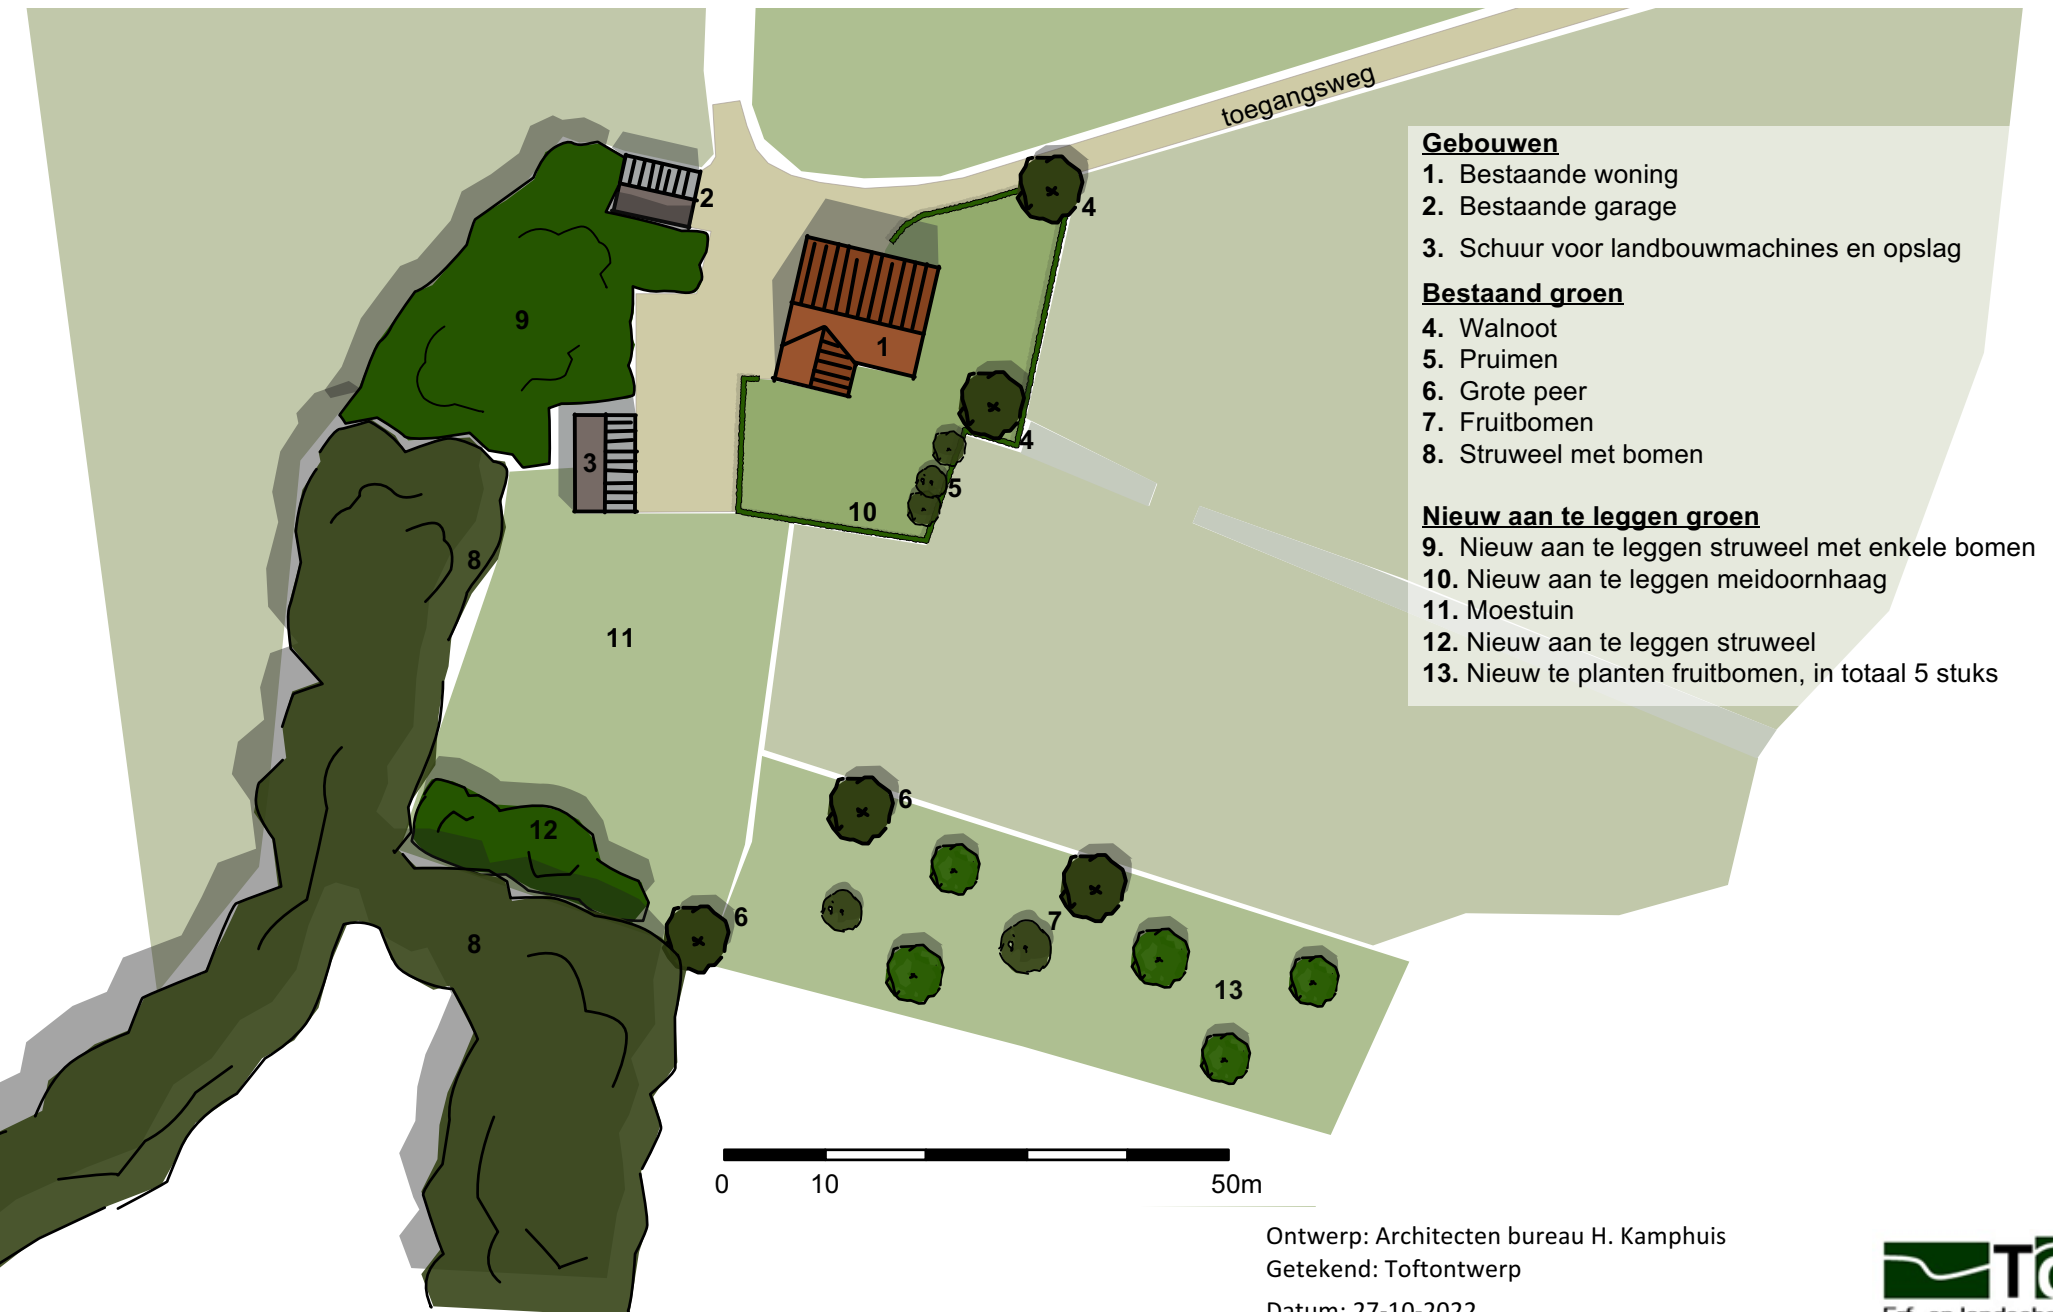 toegangsweg
Gebouwen
1. Bestaande woning
2. Bestaande garage
3. Schuur voor landbouwmachines en opslag
Bestaand groen
4. Walnoot
5. Pruimen
6. Grote peer
7. Fruitbomen
8. Struweel met bomen
Nieuw aan te leggen groen
9. Nieuw aan te leggen struweel met enkele bomen
10. Nieuw aan te leggen meidoornhaag
11. Moestuin
12. Nieuw aan te leggen struweel
13. Nieuw te planten fruitbomen, in totaal 5 stuks
2
4
9
1
4
3
5
10
8
11
6
12
6
7
8
13
0 10 50m
Ontwerp: Architecten bureau H. Kamphuis
Getekend: Toftontwerp
Datum: 27-10-2022